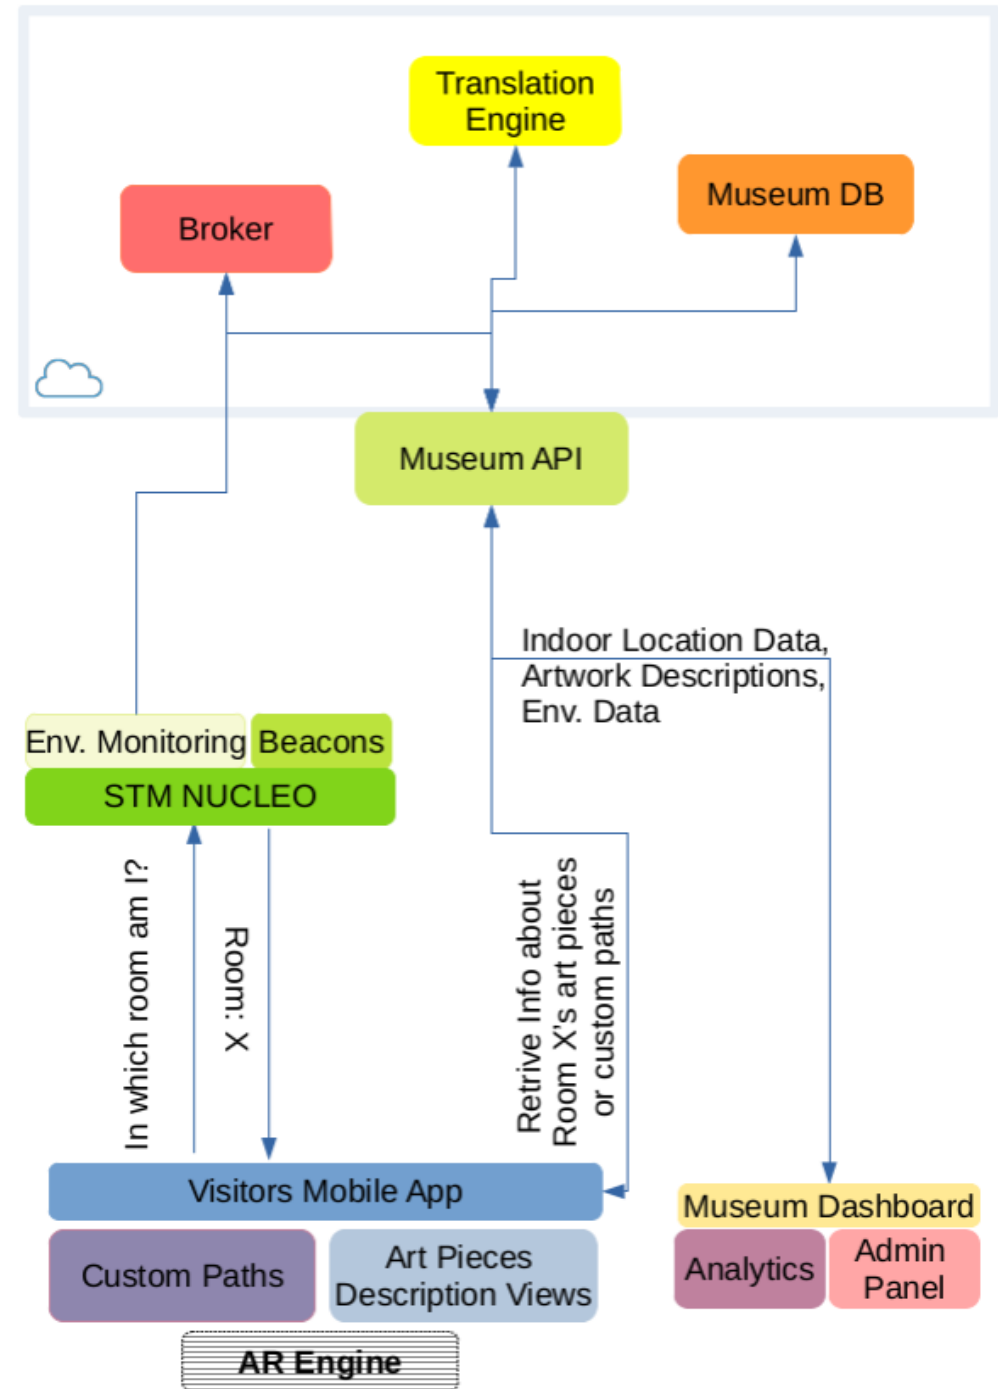 Translation
Engine
Museum DB
Broker
Museum API
Indoor Location Data,
Artwork Descriptions,
Env. Data
Env. Monitoring
Beacons
STM NUCLEO
In which room am I?
Room: X
Retrive Info about
Room X's art pieces
or custom paths
Visitors Mobile App
Museum Dashboard
Custom Paths
Art Pieces
Description Views
Analytics
Admin
Panel
AR Engine